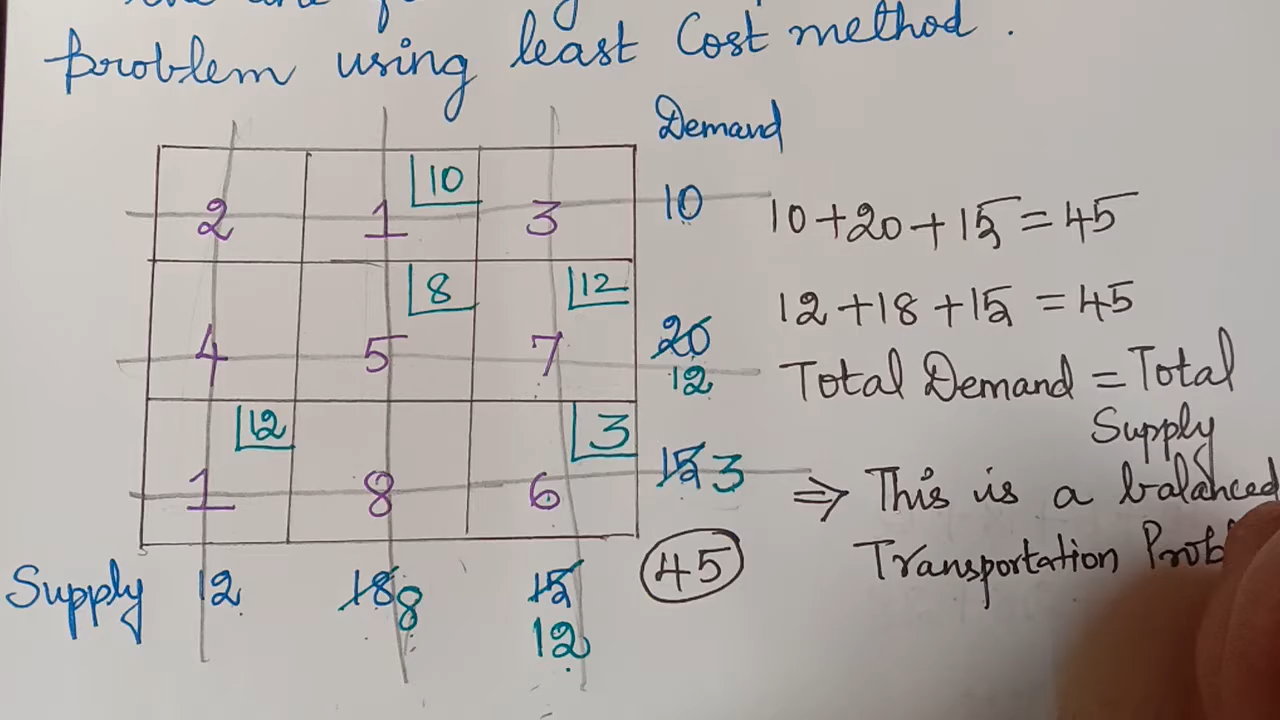 problem using least Cost method.
Demand
2 1 10 3 10
10+20+15=45
4 5 8 7 12 20 12
12+18+15=45
Total Demand = Total Supply
1 12 8 6 3 15 3
⇒ This is a balanced
Transportation Prob
Supply 12 18 8 15 12
45